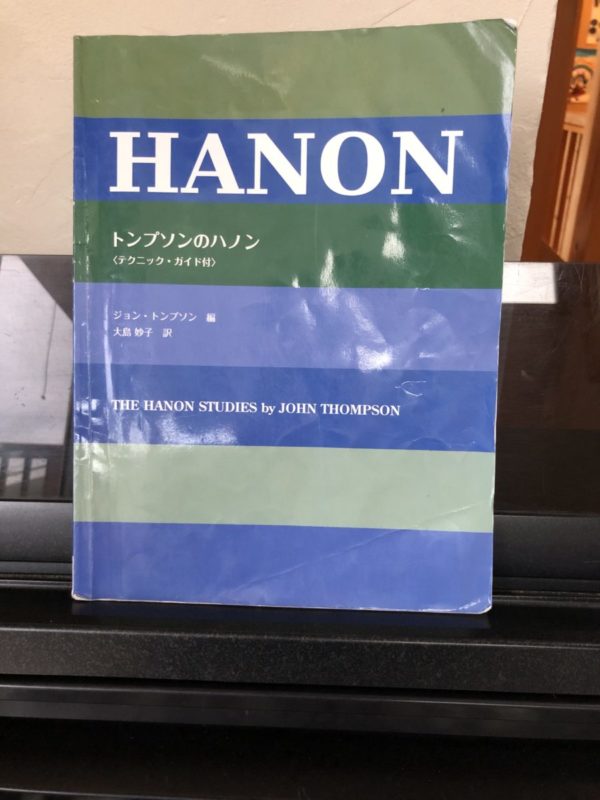 HANON
トンプソンのハノン
〈テクニック・ガイド付〉
ジョン・トンプソン 編
大島 妙子 訳
THE HANON STUDIES by JOHN THOMPSON